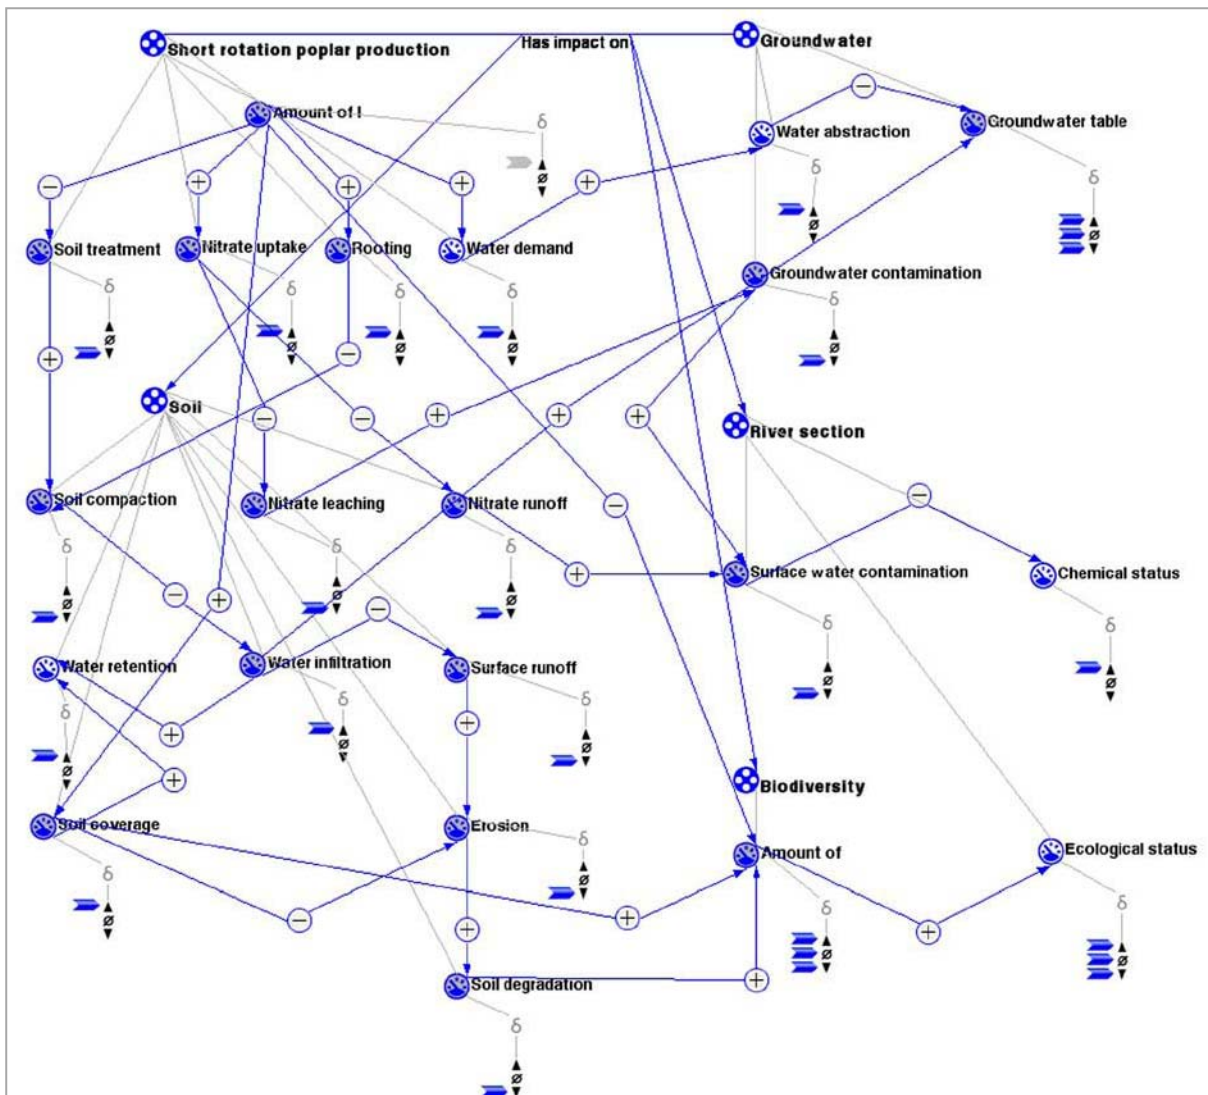 Short rotation poplar production
Has impact on
Groundwater
Amount of !
Water abstraction
Groundwater table
Soil treatment
Nitrate uptake
Rooting
Water demand
Groundwater contamination
Soil
River section
Soil compaction
Nitrate leaching
Nitrate runoff
Surface water contamination
Chemical status
Water retention
Water infiltration
Surface runoff
Biodiversity
Soil coverage
Erosion
Amount of
Ecological status
Soil degradation